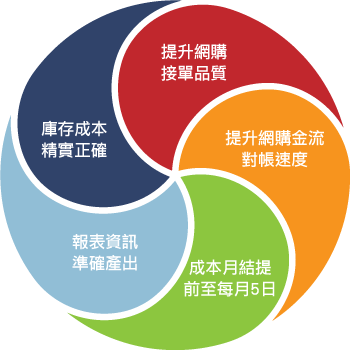 提升網購
接單品質
提升網購金流
對帳速度
成本月結提
前至每月5日
報表資訊
準確產出
庫存成本
精實正確